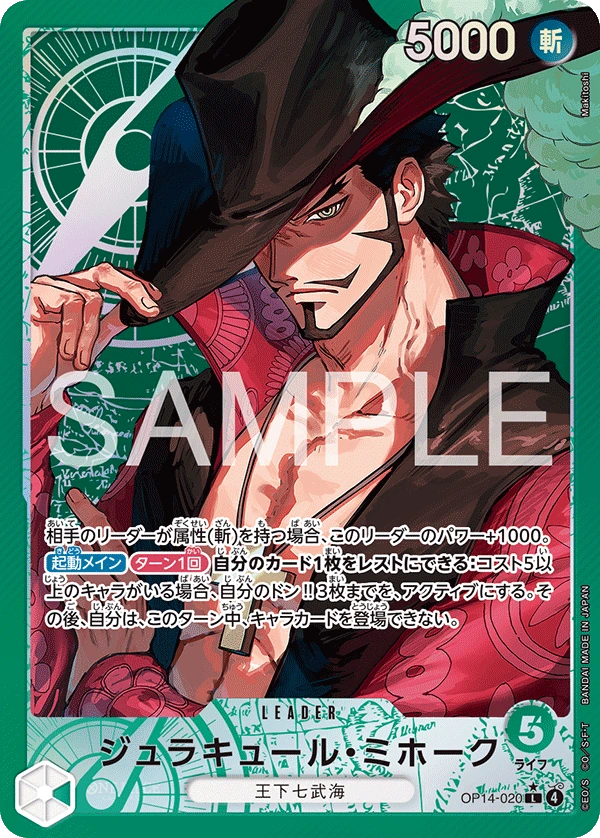 5000 斬
Makitoshi
SAMPLE
相手のリーダーが属性(斬)を持つ場合、このリーダーのパワー+1000。
起動メイン ターン1回 自分のカード1枚をレストにできる:コスト5以
上のキャラがいる場合、自分のドン!!3枚までを、アクティブにする。そ
の後、自分は、このターン中、キャラカードを登場できない。
LEADER
ジュラキュール・ミホーク
5
ライフ
王下七武海
OP14-020 L 4
©E.O/S ©O/S·F·T BANDAI MADE IN JAPAN